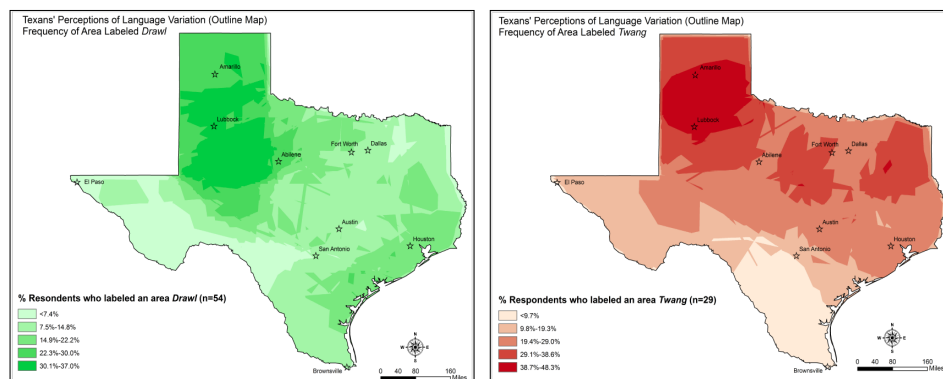 Texans' Perceptions of Language Variation (Outline Map)
Frequency of Area Labeled Drawl
Amarillo
Lubbock
Abilene
Fort Worth
Dallas
El Paso
Austin
San Antonio
Houston
Brownsville
% Resondents who labeled an area Drawl (n=54)
<7.4%
7.5%-14.8%
14.9%-22.2%
22.3%-30.0%
30.1%-37.0%
N
W
E
S
0 40 80 160
Miles
Texans' Perceptions of Language Variation (Outline Map)
Frequency of Area Labeled Twang
Amarillo
Lubbock
Abilene
Fort Worth
Dallas
El Paso
Austin
San Antonio
Houston
Brownsville
% Respondents who labeled an area Twang (n=29)
<9.7%
9.8%-19.3%
19.4%-29.0%
29.1%-38.6%
38.7%-48.3%
N
W
E
S
0 40 80 160
Miles